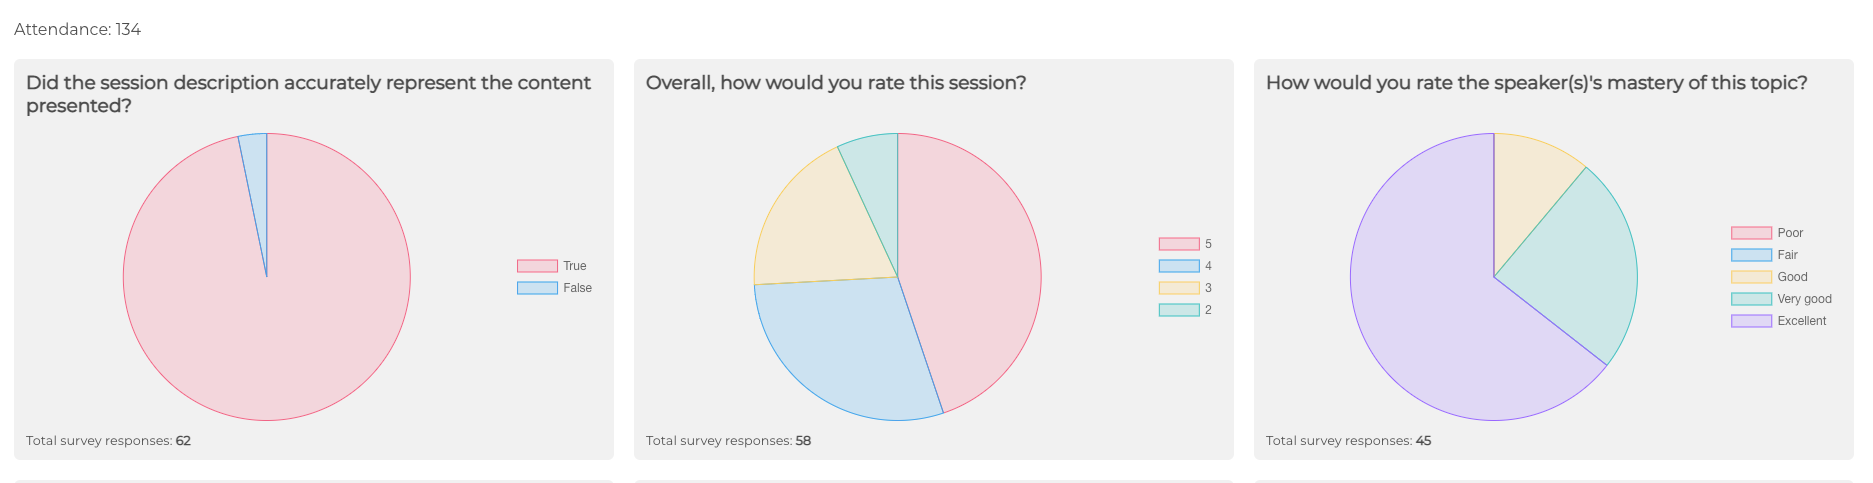 Attendance: 134
Did the session description accurately represent the content
presented?
True
False
Total survey responses: 62
Overall, how would you rate this session?
5
4
3
2
Total survey responses: 58
How would you rate the speaker(s)'s mastery of this topic?
Poor
Fair
Good
Very good
Excellent
Total survey responses: 45